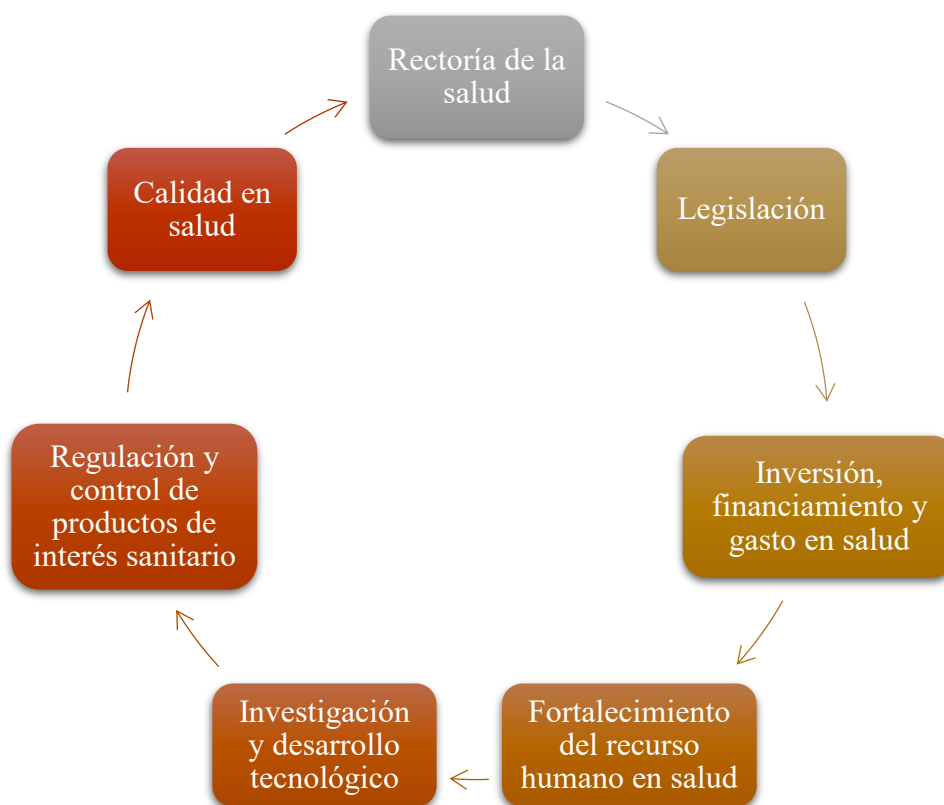 Rectoría de la
salud
Legislación
Inversión,
financiamiento y
gasto en salud
Fortalecimiento
del recurso
humano en salud
Investigación
y desarrollo
tecnológico
Regulación y
control de
productos de
interés sanitario
Calidad en
salud